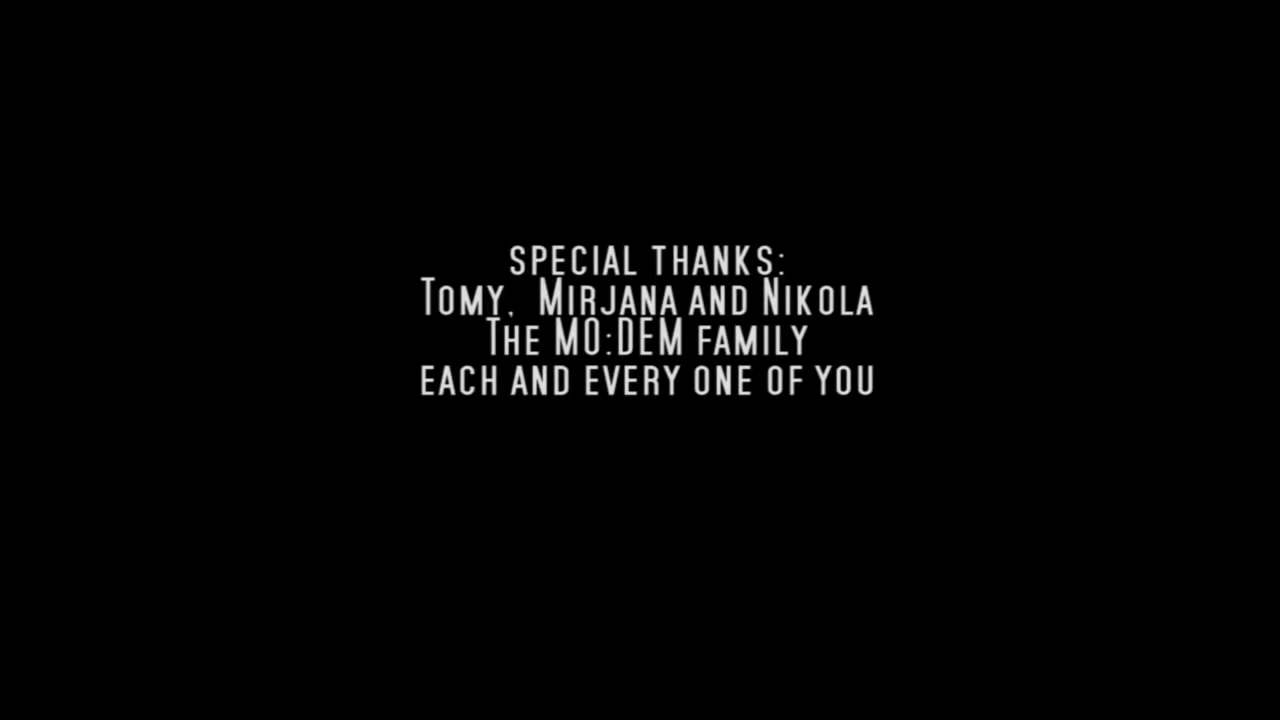 SPECIAL THANKS:
TOMY, MIRJANA AND NIKOLA
THE MO:DEM FAMILY
EACH AND EVERY ONE OF YOU